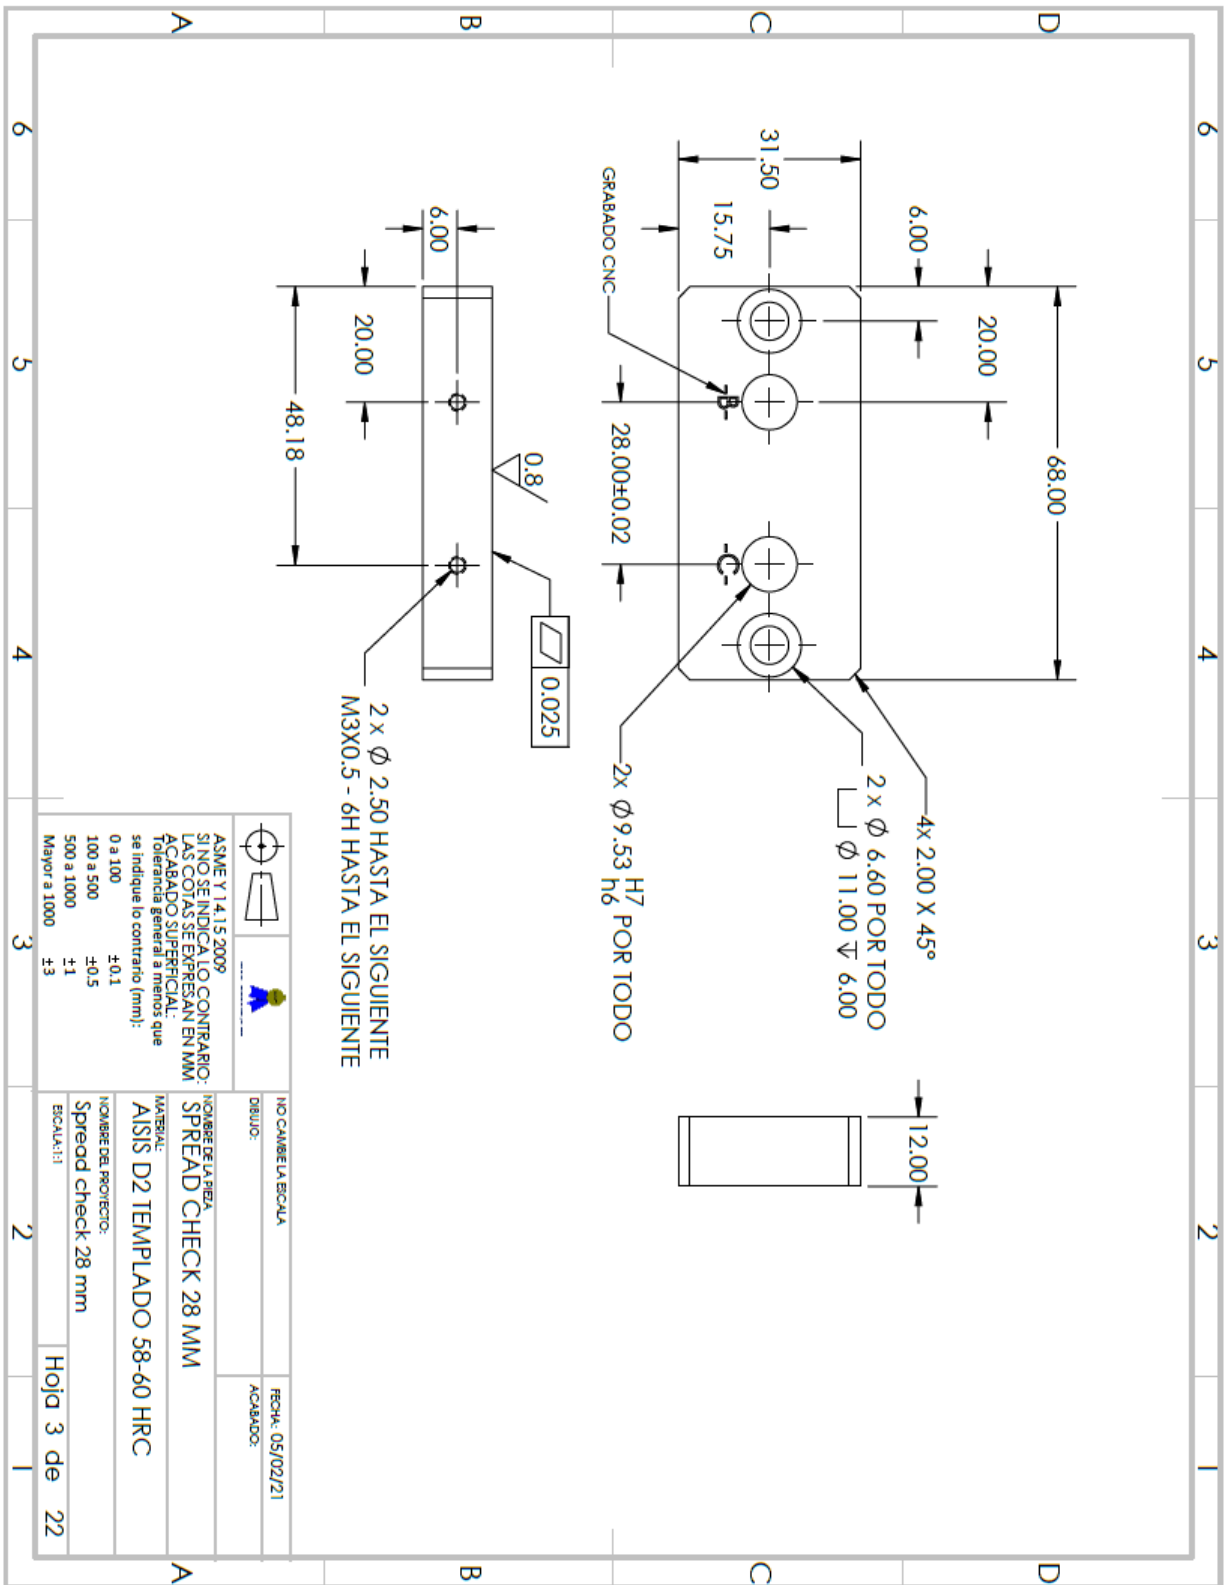 D
C
B
A
D
C
B
A
6
5
4
3
2
1
6
5
4
3
2
1
68.00
20.00
6.00
31.50
15.75
GRABADO CNC
-B-
-C-
28.00±0.02
4x 2.00 X 45°
2 x Ø 6.60 POR TODO
⌴ Ø 11.00 ↧ 6.00
2x Ø9.53 H7 h6 POR TODO
12.00
0.8
⏥ 0.025
6.00
20.00
48.18
2 x Ø 2.50 HASTA EL SIGUIENTE
M3X0.5 - 6H HASTA EL SIGUIENTE
ASME Y 14.15 2009
SI NO SE INDICA LO CONTRARIO:
LAS COTAS SE EXPRESAN EN MM
ACABADO SUPERFICIAL:
Tolerancia general a menos que
se indique lo contrario (mm):
0 a 100 ±0.1
100 a 500 ±0.5
500 a 1000 ±1
Mayor a 1000 ±3
NO CAMBIE LA ESCALA
FECHA: 05/02/21
DIBUJO:
ACABADO:
NOMBRE DE LA PIEZA
SPREAD CHECK 28 MM
MATERIAL:
AISIS D2 TEMPLADO 58-60 HRC
NOMBRE DEL PROYECTO:
Spread check 28 mm
ESCALA:1:1
Hoja 3 de 22